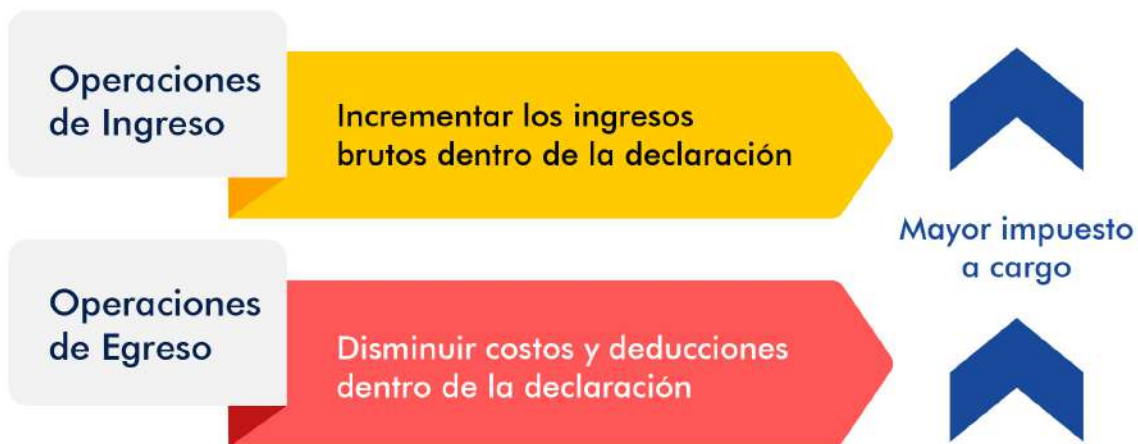 Operaciones
de Ingreso
Incrementar los ingresos
brutos dentro de la declaración
Mayor impuesto
a cargo
Operaciones
de Egreso
Disminuir costos y deducciones
dentro de la declaración